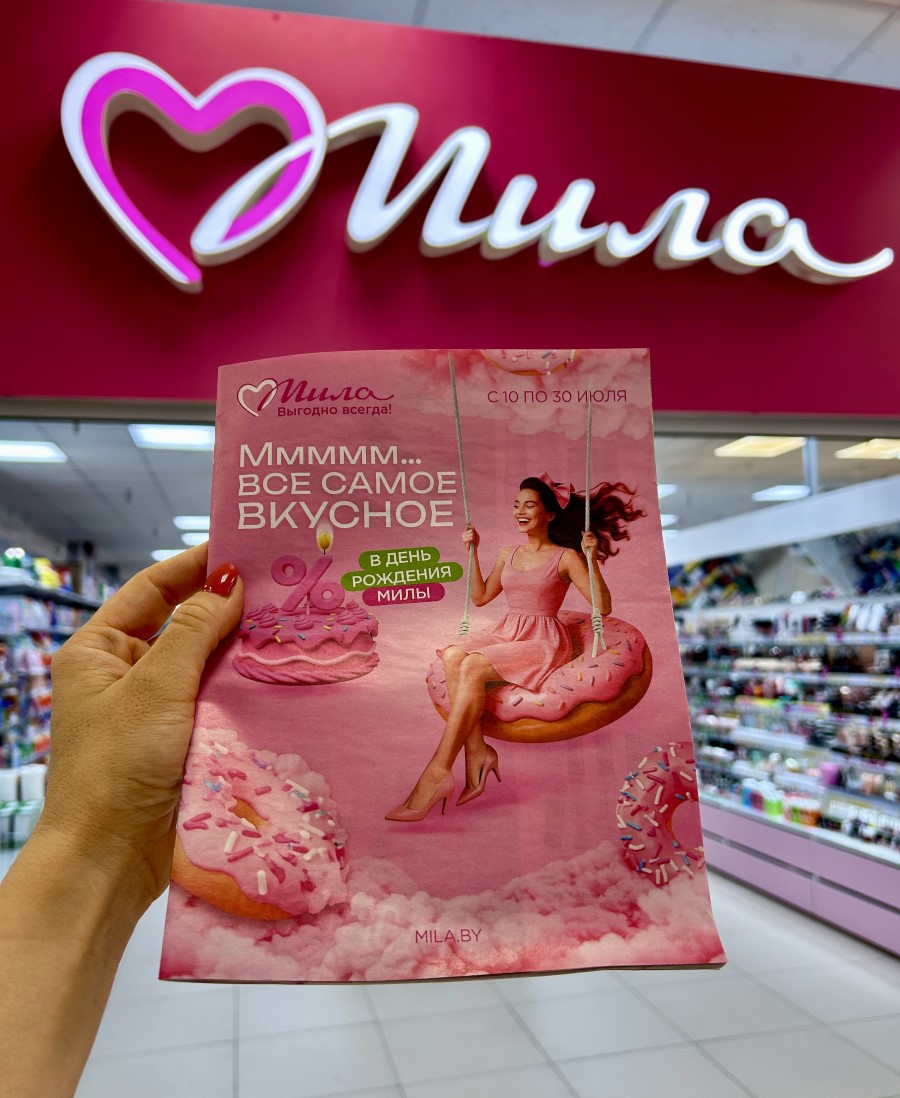 Мила
Мила
Выгодно всегда!
С 10 ПО 30 ИЮЛЯ
Ммммм...
ВСЕ САМОЕ
ВКУСНОЕ
%
В ДЕНЬ
РОЖДЕНИЯ
МИЛЫ
MILA.BY